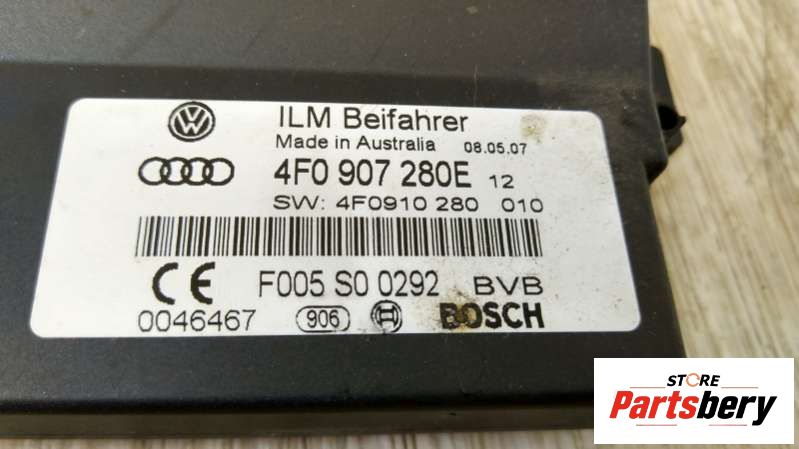 ILM Beifahrer
Made in Australia 08.05.07
4F0 907 280E 12
SW: 4F0910 280 010
CE F005 S0 0292 BVB
0046467 906 BOSCH
STORE
Partsbery